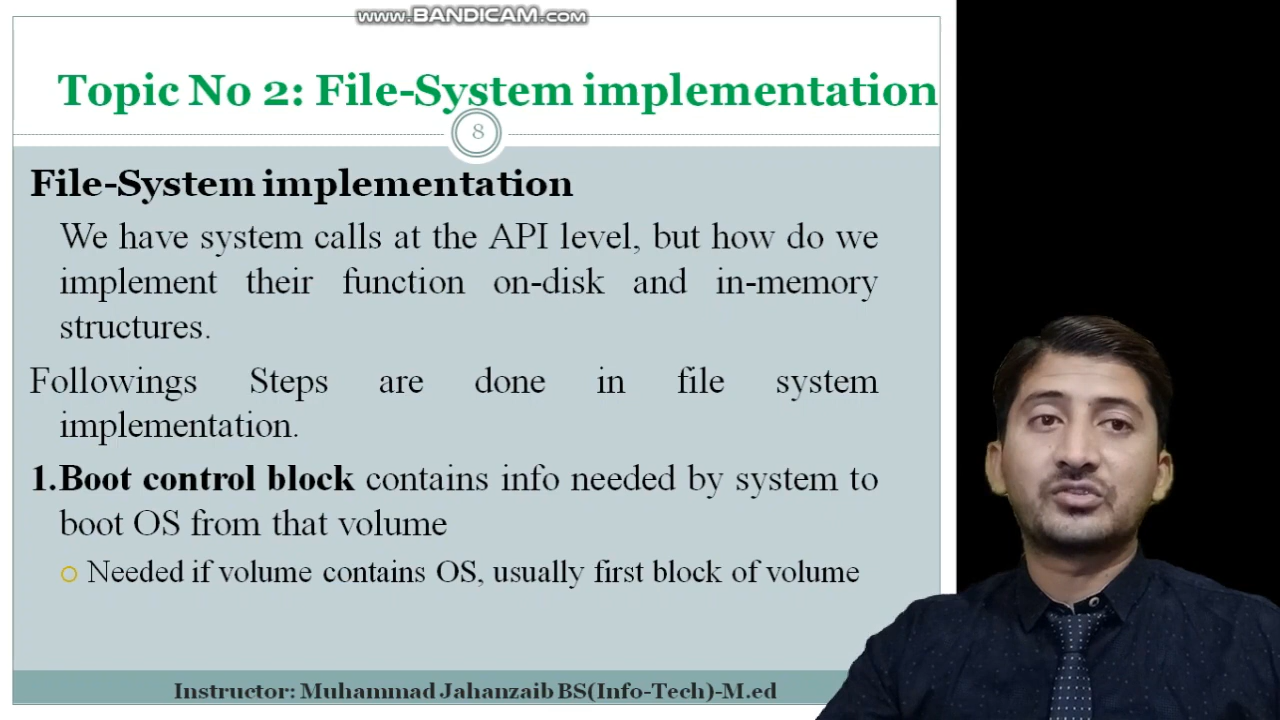 www.BANDICAM.com
Topic No 2: File-System implementation
8
File-System implementation
We have system calls at the API level, but how do we
implement their function on-disk and in-memory
structures.
Followings Steps are done in file system
implementation.
1.Boot control block contains info needed by system to
boot OS from that volume
Needed if volume contains OS, usually first block of volume
Instructor: Muhammad Jahanzaib BS(Info-Tech)-M.ed